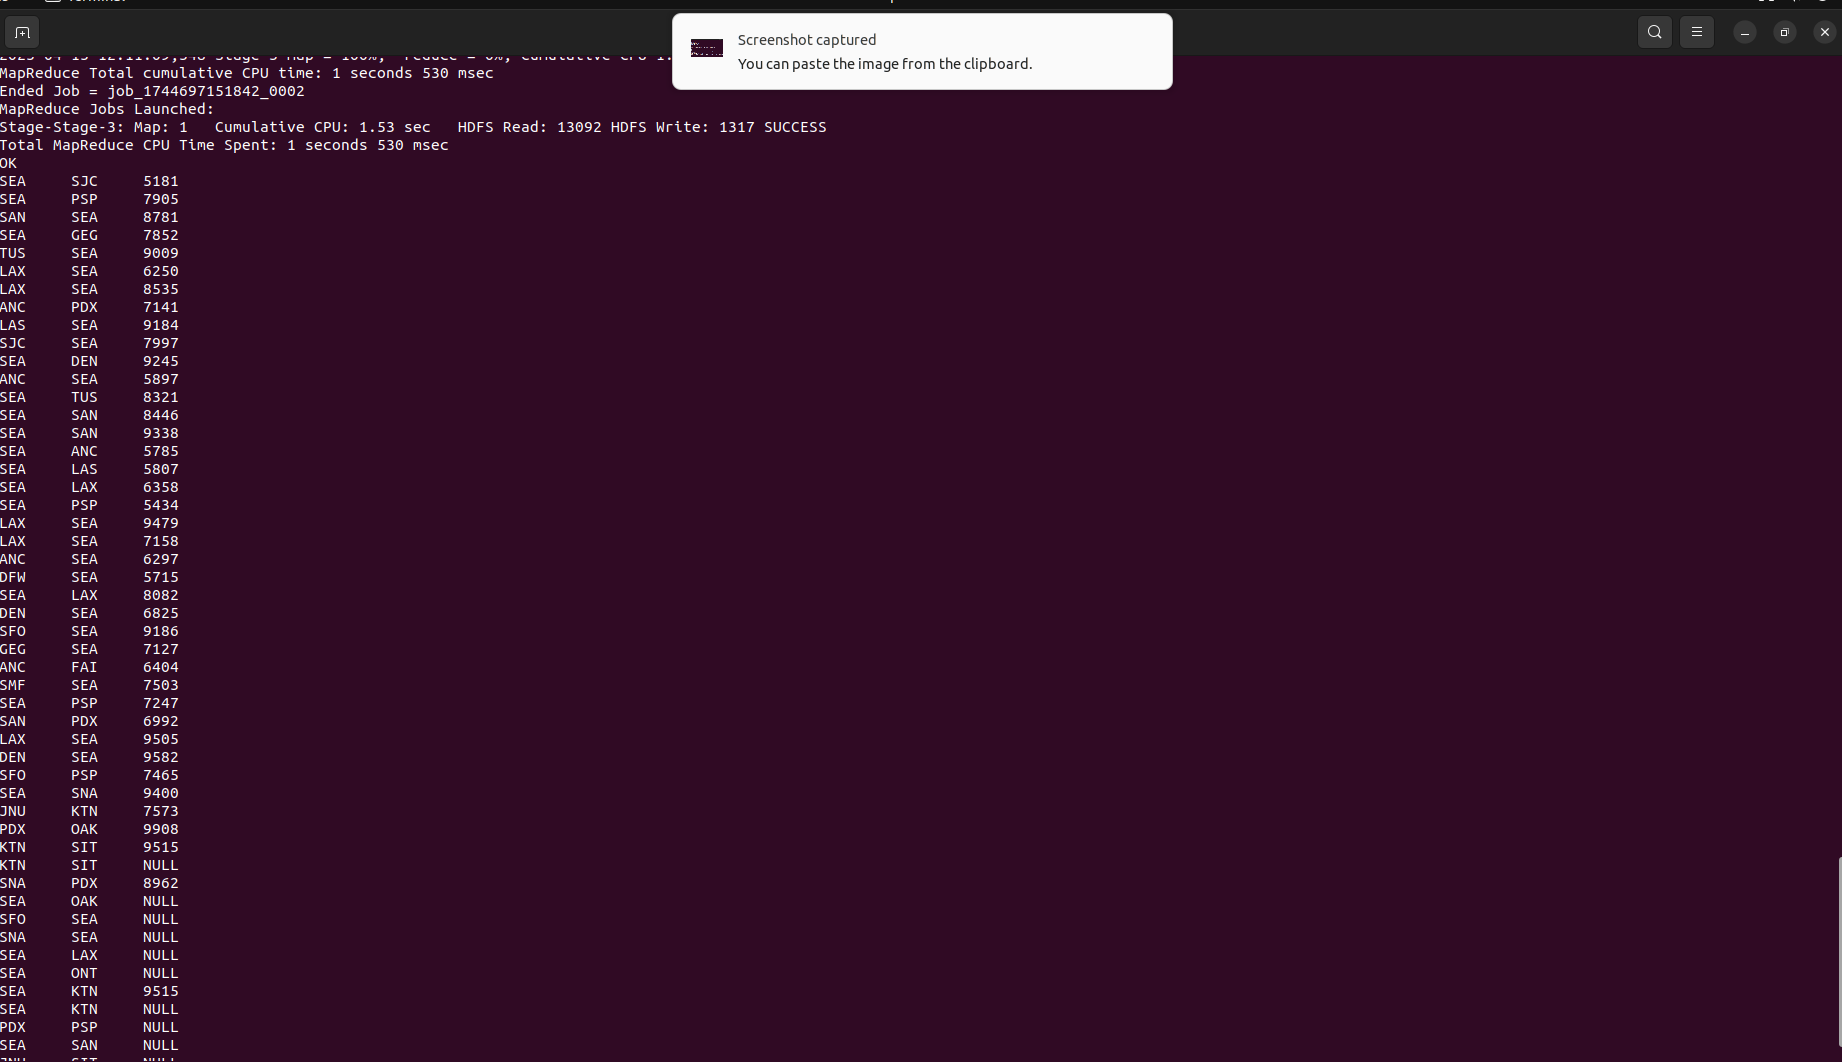 Screenshot captured
You can paste the image from the clipboard.
MapReduce Total cumulative CPU time: 1 seconds 530 msec
Ended Job = job_1744697151842_0002
MapReduce Jobs Launched:
Stage-Stage-3: Map: 1   Cumulative CPU: 1.53 sec   HDFS Read: 13092 HDFS Write: 1317 SUCCESS
Total MapReduce CPU Time Spent: 1 seconds 530 msec
OK
SEA	SJC	5181
SEA	PSP	7905
SAN	SEA	8781
SEA	GEG	7852
TUS	SEA	9009
LAX	SEA	6250
LAX	SEA	8535
ANC	PDX	7141
LAS	SEA	9184
SJC	SEA	7997
SEA	DEN	9245
ANC	SEA	5897
SEA	TUS	8321
SEA	SAN	8446
SEA	SAN	9338
SEA	ANC	5785
SEA	LAS	5807
SEA	LAX	6358
SEA	PSP	5434
LAX	SEA	9479
LAX	SEA	7158
ANC	SEA	6297
DFW	SEA	5715
SEA	LAX	8082
DEN	SEA	6825
SFO	SEA	9186
GEG	SEA	7127
ANC	FAI	6404
SMF	SEA	7503
SEA	PSP	7247
SAN	PDX	6992
LAX	SEA	9505
DEN	SEA	9582
SFO	PSP	7465
SEA	SNA	9400
JNU	KTN	7573
PDX	OAK	9908
KTN	SIT	9515
KTN	SIT	NULL
SNA	PDX	8962
SEA	OAK	NULL
SFO	SEA	NULL
SNA	SEA	NULL
SEA	LAX	NULL
SEA	ONT	NULL
SEA	KTN	9515
SEA	KTN	NULL
PDX	PSP	NULL
SEA	SAN	NULL